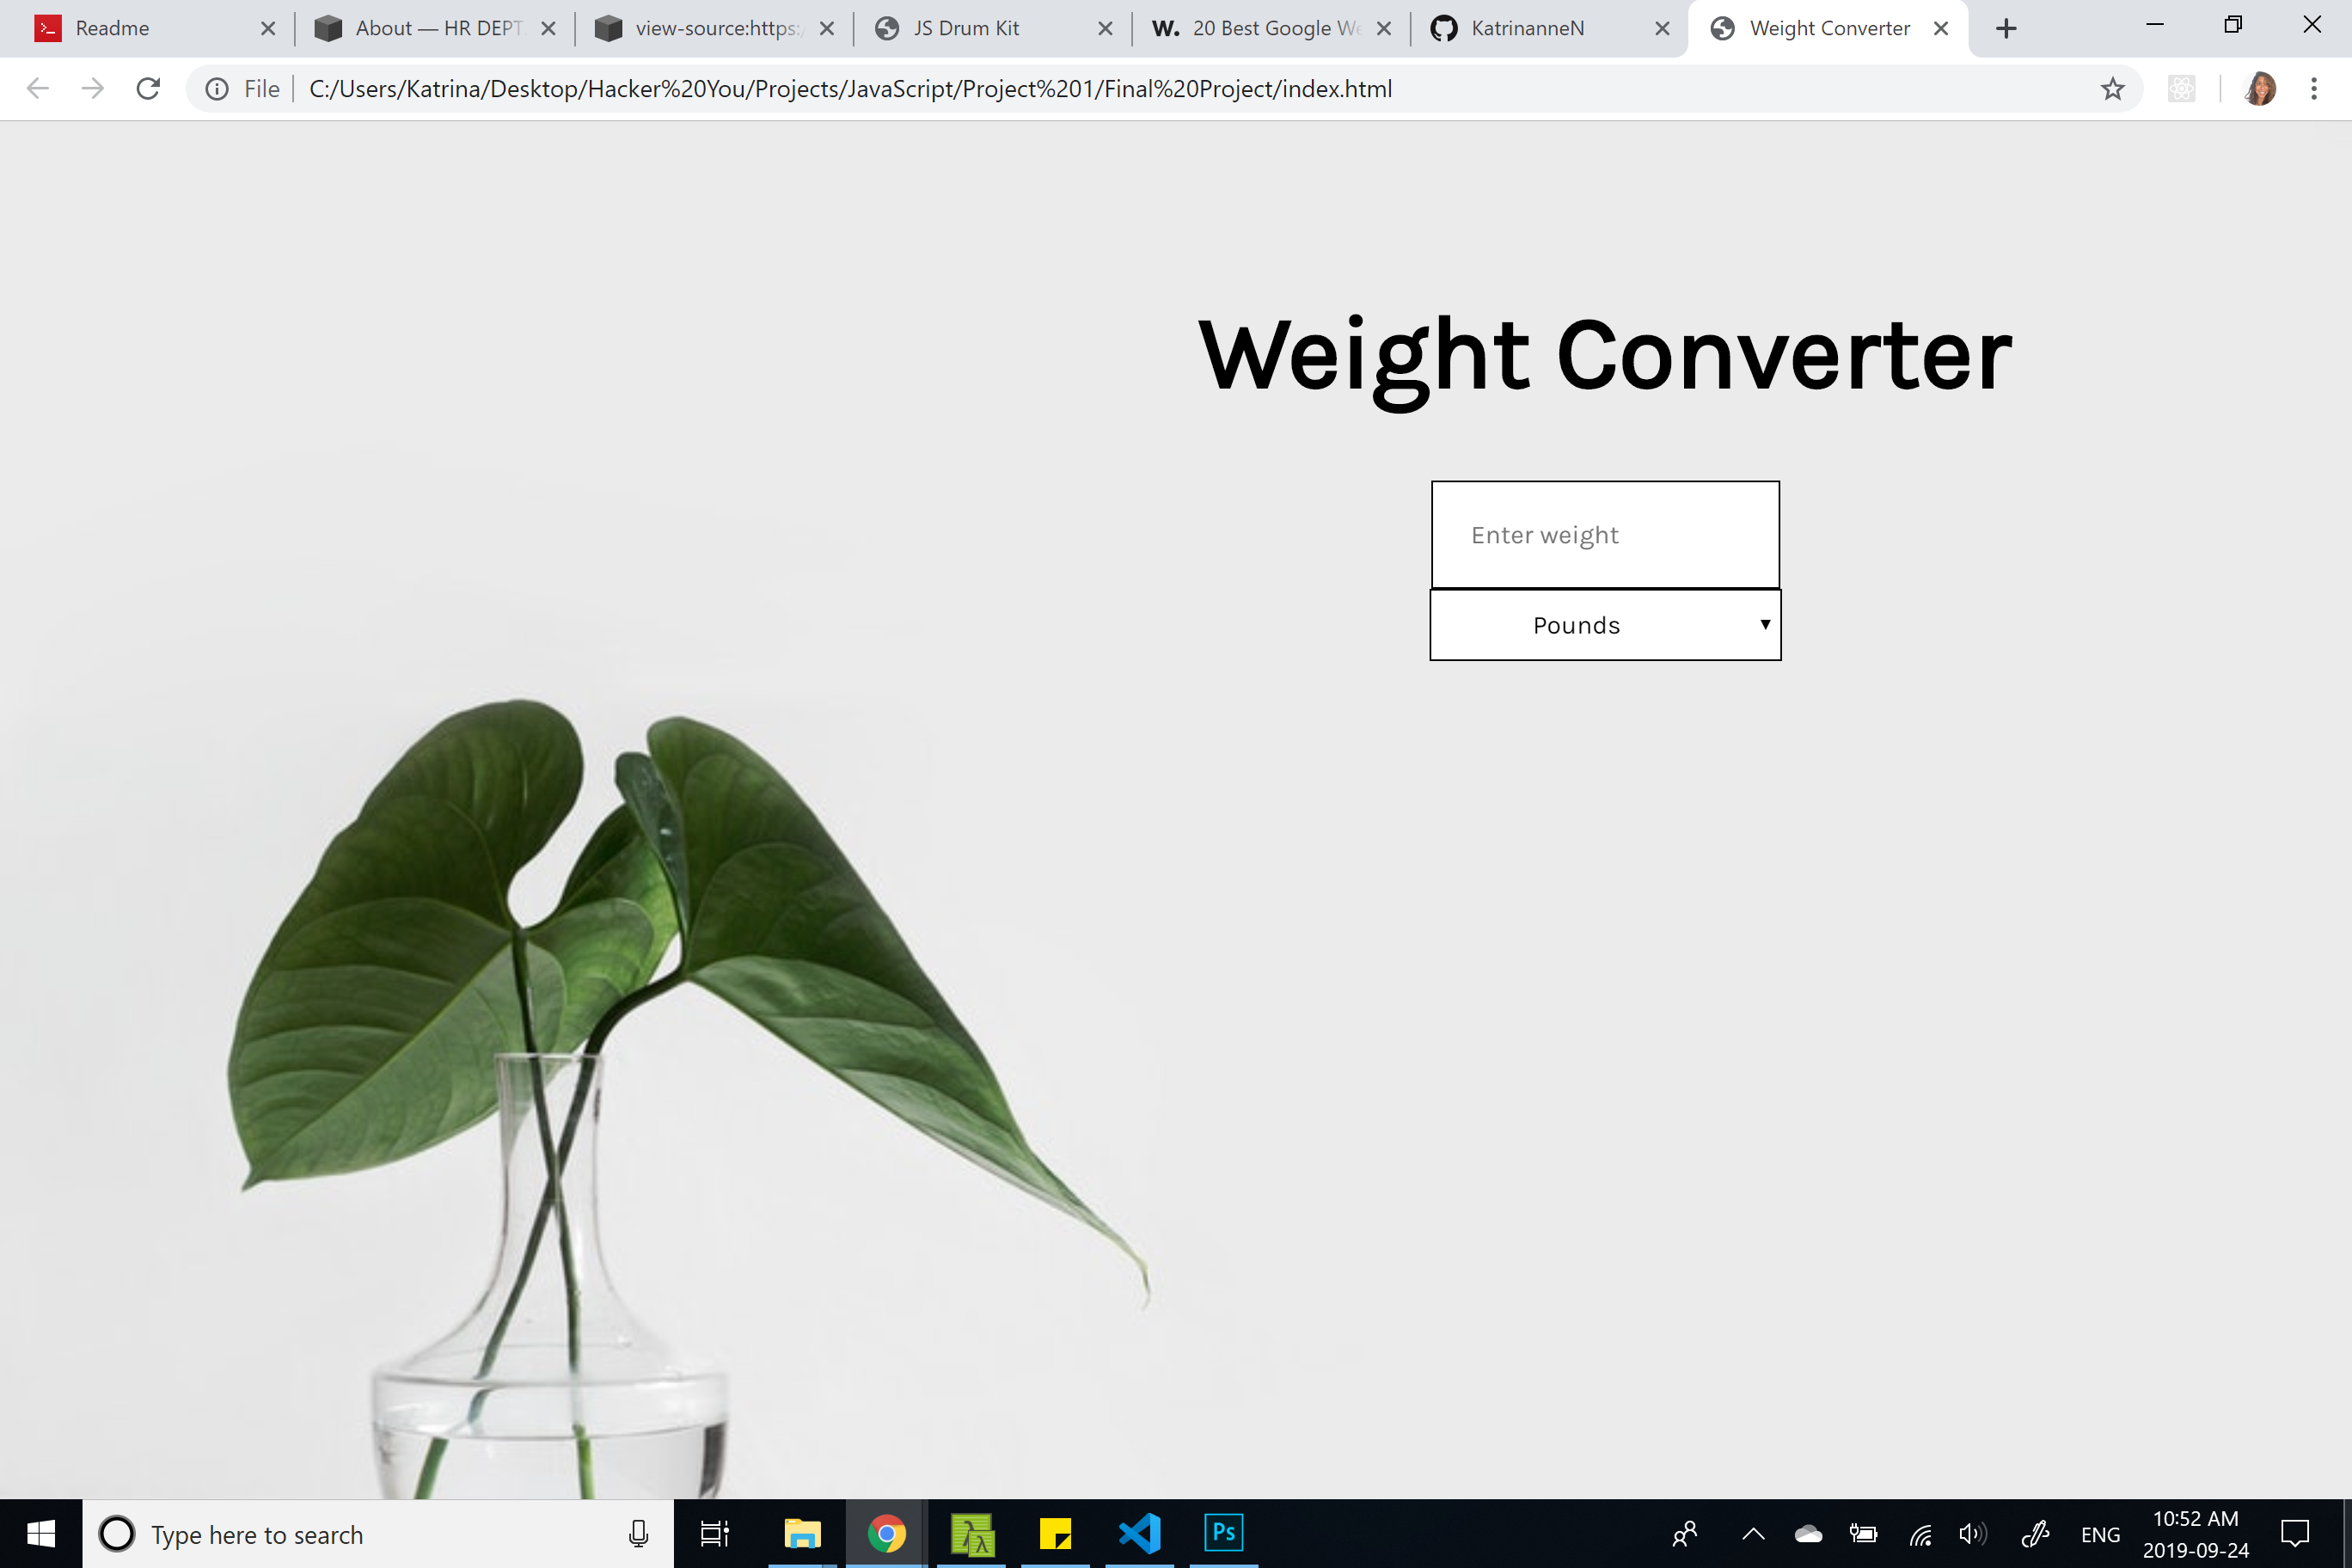 Readme
About — HR DEPT
view-source:https:/
JS Drum Kit
W. 20 Best Google We
KatrinanneN
Weight Converter
File
C:/Users/Katrina/Desktop/Hacker%20You/Projects/JavaScript/Project%201/Final%20Project/index.html
Weight Converter
Enter weight
Pounds
Type here to search
Ps
ENG
10:52 AM
2019-09-24